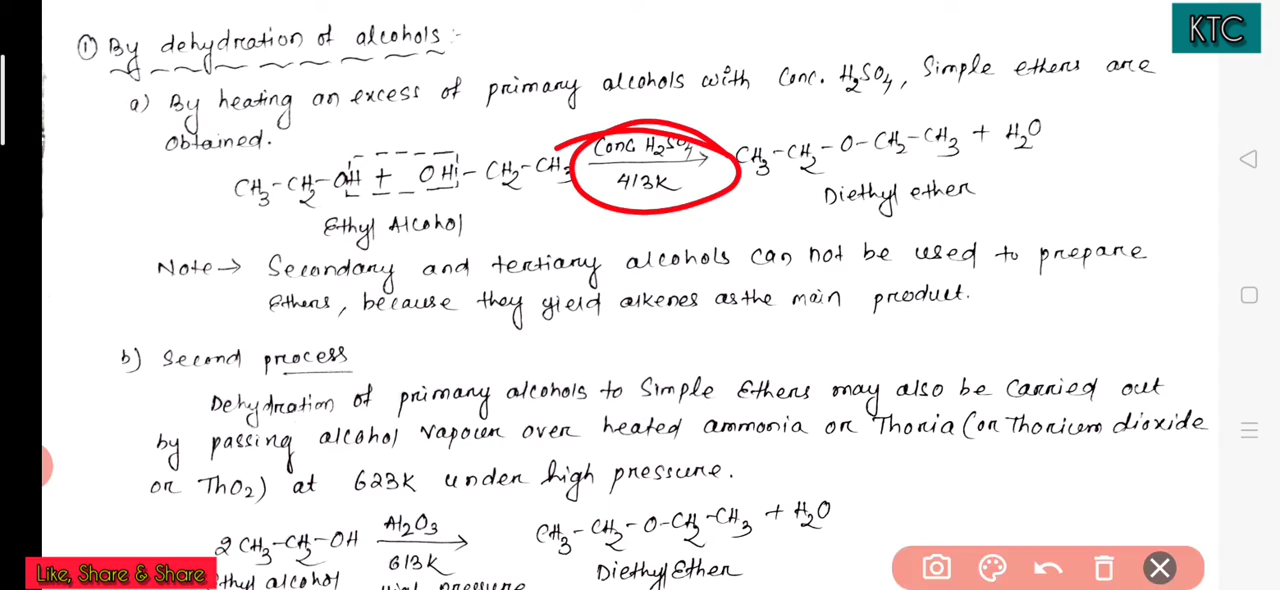 KTC
① By dehydration of alcohols :-
a) By heating an excess of primary alcohols with Conc. H₂SO₄, Simple ethers are
obtained.
CH₃-CH₂-OH + OH-CH₂-CH₃ Conc H₂SO₄ → 413K CH₃-CH₂-O-CH₂-CH₃ + H₂O
Ethyl Alcohol Diethyl ether
Note → Secondary and tertiary alcohols can not be used to prepare
Ethers, because they yield alkenes as the main product.
b) Second process
Dehydration of primary alcohols to Simple Ethers may also be Carried out
by passing alcohol vapour over heated ammonia or Thoria (or Thorium dioxide
or ThO₂) at 623K under high pressure.
2 CH₃-CH₂-OH Al₂O₃ → 613K CH₃-CH₂-O-CH₂-CH₃ + H₂O
Like, Share & Share
thyl alcohol Diethyl Ether